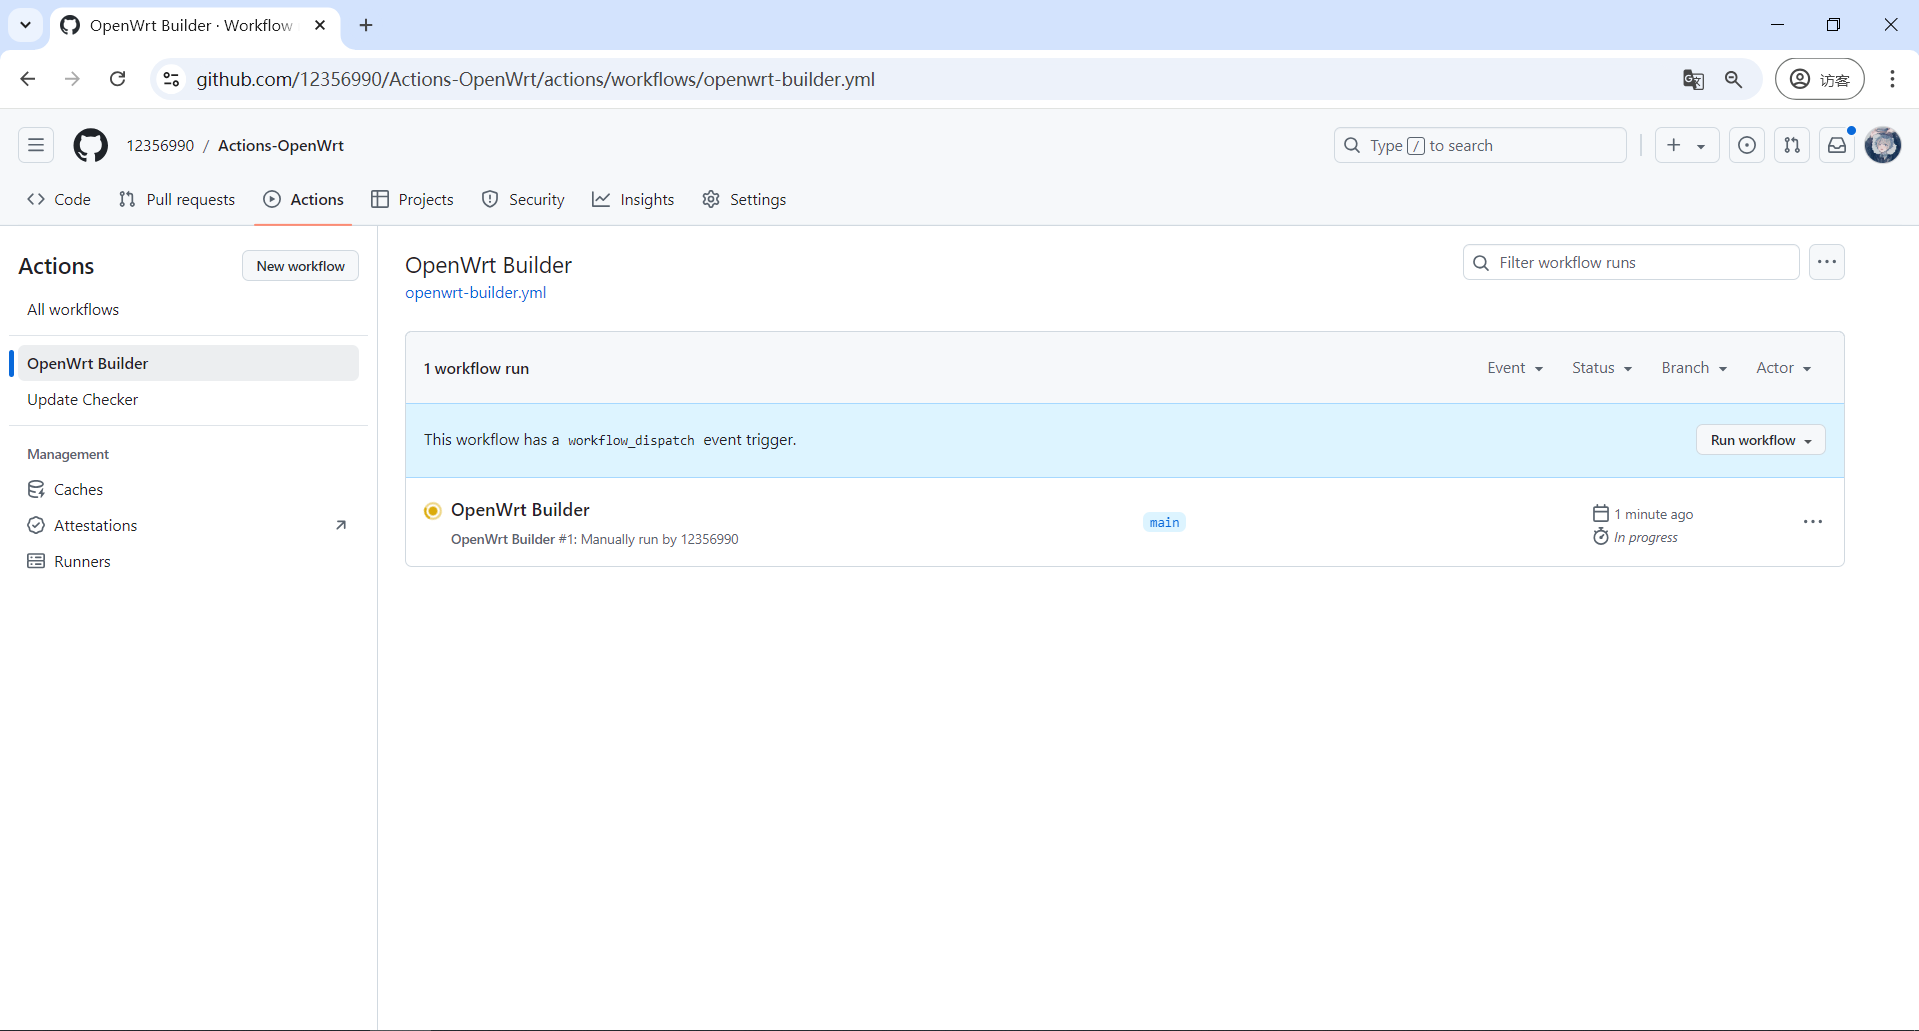 OpenWrt Builder · Workflow
github.com/12356990/Actions-OpenWrt/actions/workflows/openwrt-builder.yml
访客
12356990 / Actions-OpenWrt
Type / to search
Code
Pull requests
Actions
Projects
Security
Insights
Settings
Actions
New workflow
All workflows
OpenWrt Builder
Update Checker
Management
Caches
Attestations
Runners
OpenWrt Builder
openwrt-builder.yml
Filter workflow runs
1 workflow run
Event
Status
Branch
Actor
This workflow has a workflow_dispatch event trigger.
Run workflow
OpenWrt Builder
OpenWrt Builder #1: Manually run by 12356990
main
1 minute ago
In progress